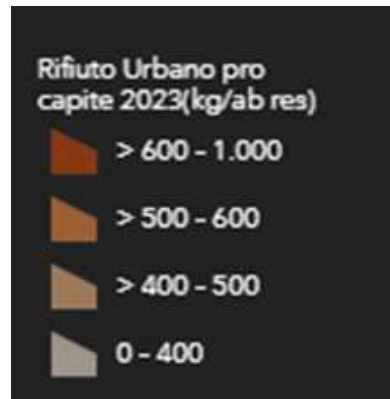 Rifiuto Urbano pro
capite 2023(kg/ab res)
> 600 - 1.000
> 500 - 600
> 400 - 500
0 - 400